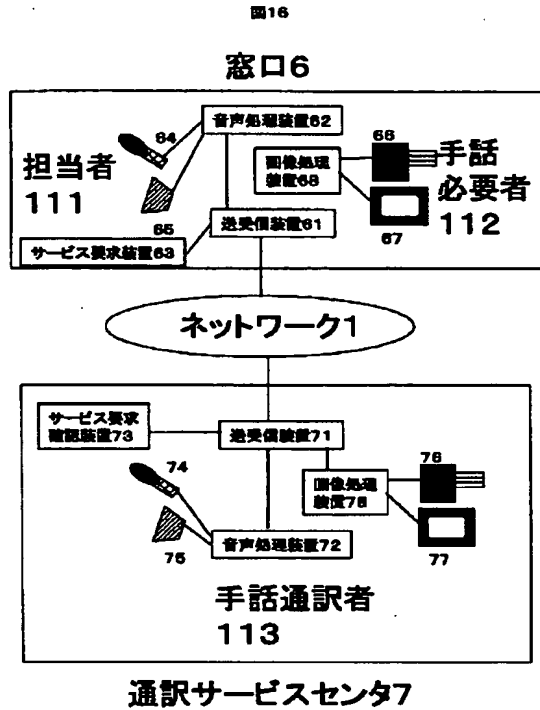 図16
窓口6
音声処理装置62
64
担当者
111
65
画像処理
装置68
66
手話
必要者
112
67
送受信装置61
サービス要求装置63
ネットワーク1
サービス要求
確認装置73
送受信装置71
74
75
画像処理
装置78
76
77
音声処理装置72
手話通訳者
113
通訳サービスセンタ7